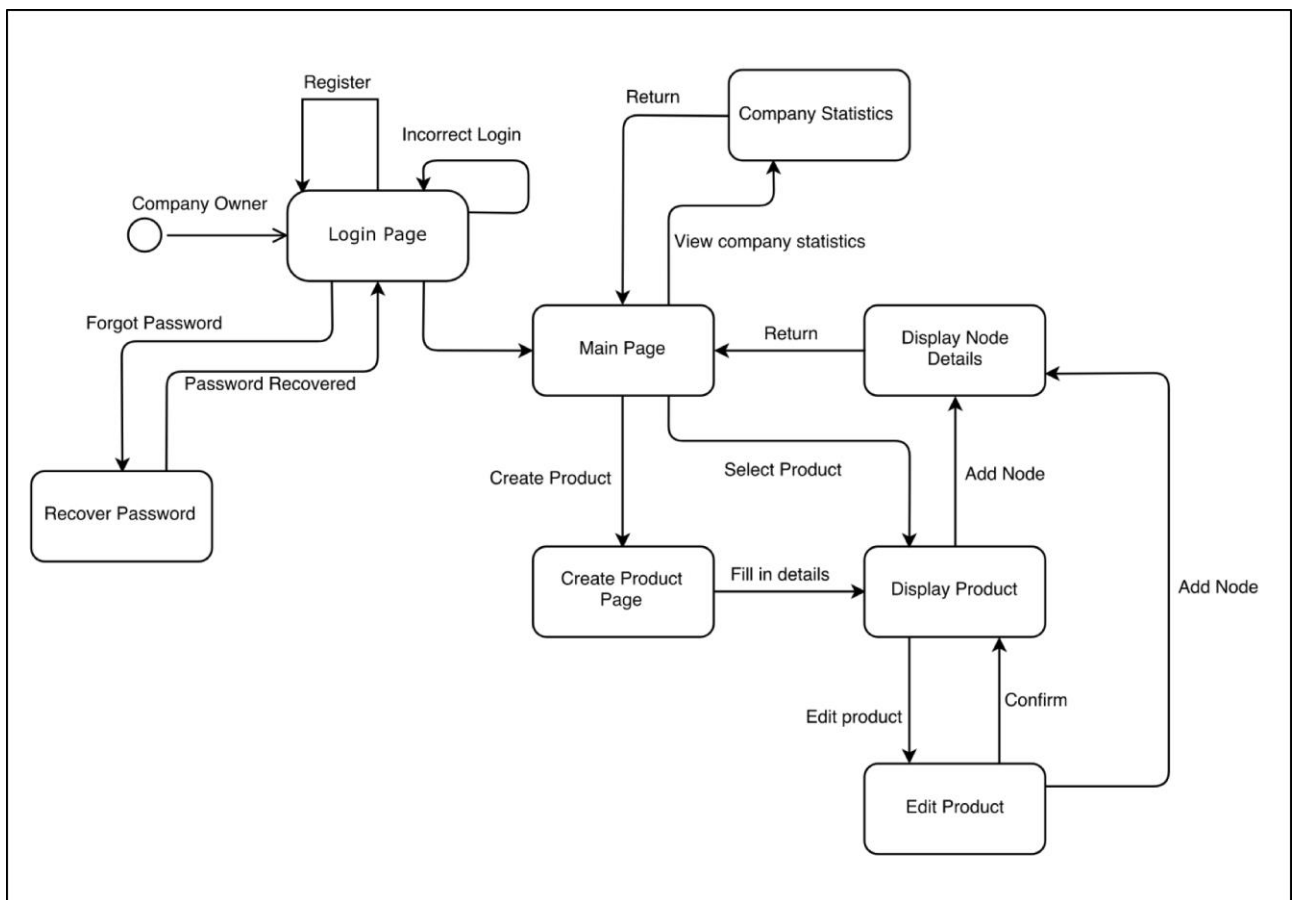 Register
Return
Company Statistics
Incorrect Login
Company Owner
Login Page
View company statistics
Forgot Password
Password Recovered
Main Page
Return
Display Node
Details
Recover Password
Create Product
Select Product
Add Node
Create Product
Page
Fill in details
Display Product
Add Node
Edit product
Confirm
Edit Product